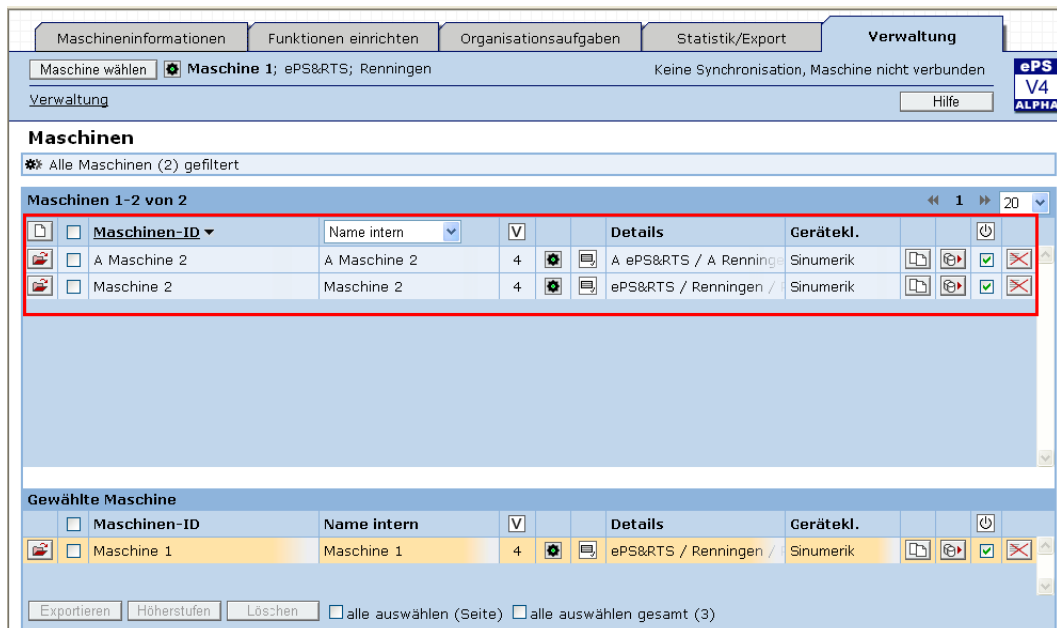 Maschineninformationen Funktionen einrichten Organisationsaufgaben Statistik/Export Verwaltung
Maschine wählen Maschine 1; ePS&RTS; Renningen Keine Synchronisation, Maschine nicht verbunden ePS
V4
ALPHA
Verwaltung Hilfe
Maschinen
Alle Maschinen (2) gefiltert
Maschinen 1-2 von 2 1 20
Maschinen-ID Name intern V Details Gerätekl.
A Maschine 2 A Maschine 2 4 A ePS&RTS / A Renninge Sinumerik
Maschine 2 Maschine 2 4 ePS&RTS / Renningen / Sinumerik
Gewählte Maschine
Maschinen-ID Name intern V Details Gerätekl.
Maschine 1 Maschine 1 4 ePS&RTS / Renningen / Sinumerik
Exportieren Höherstufen Löschen alle auswählen (Seite) alle auswählen gesamt (3)